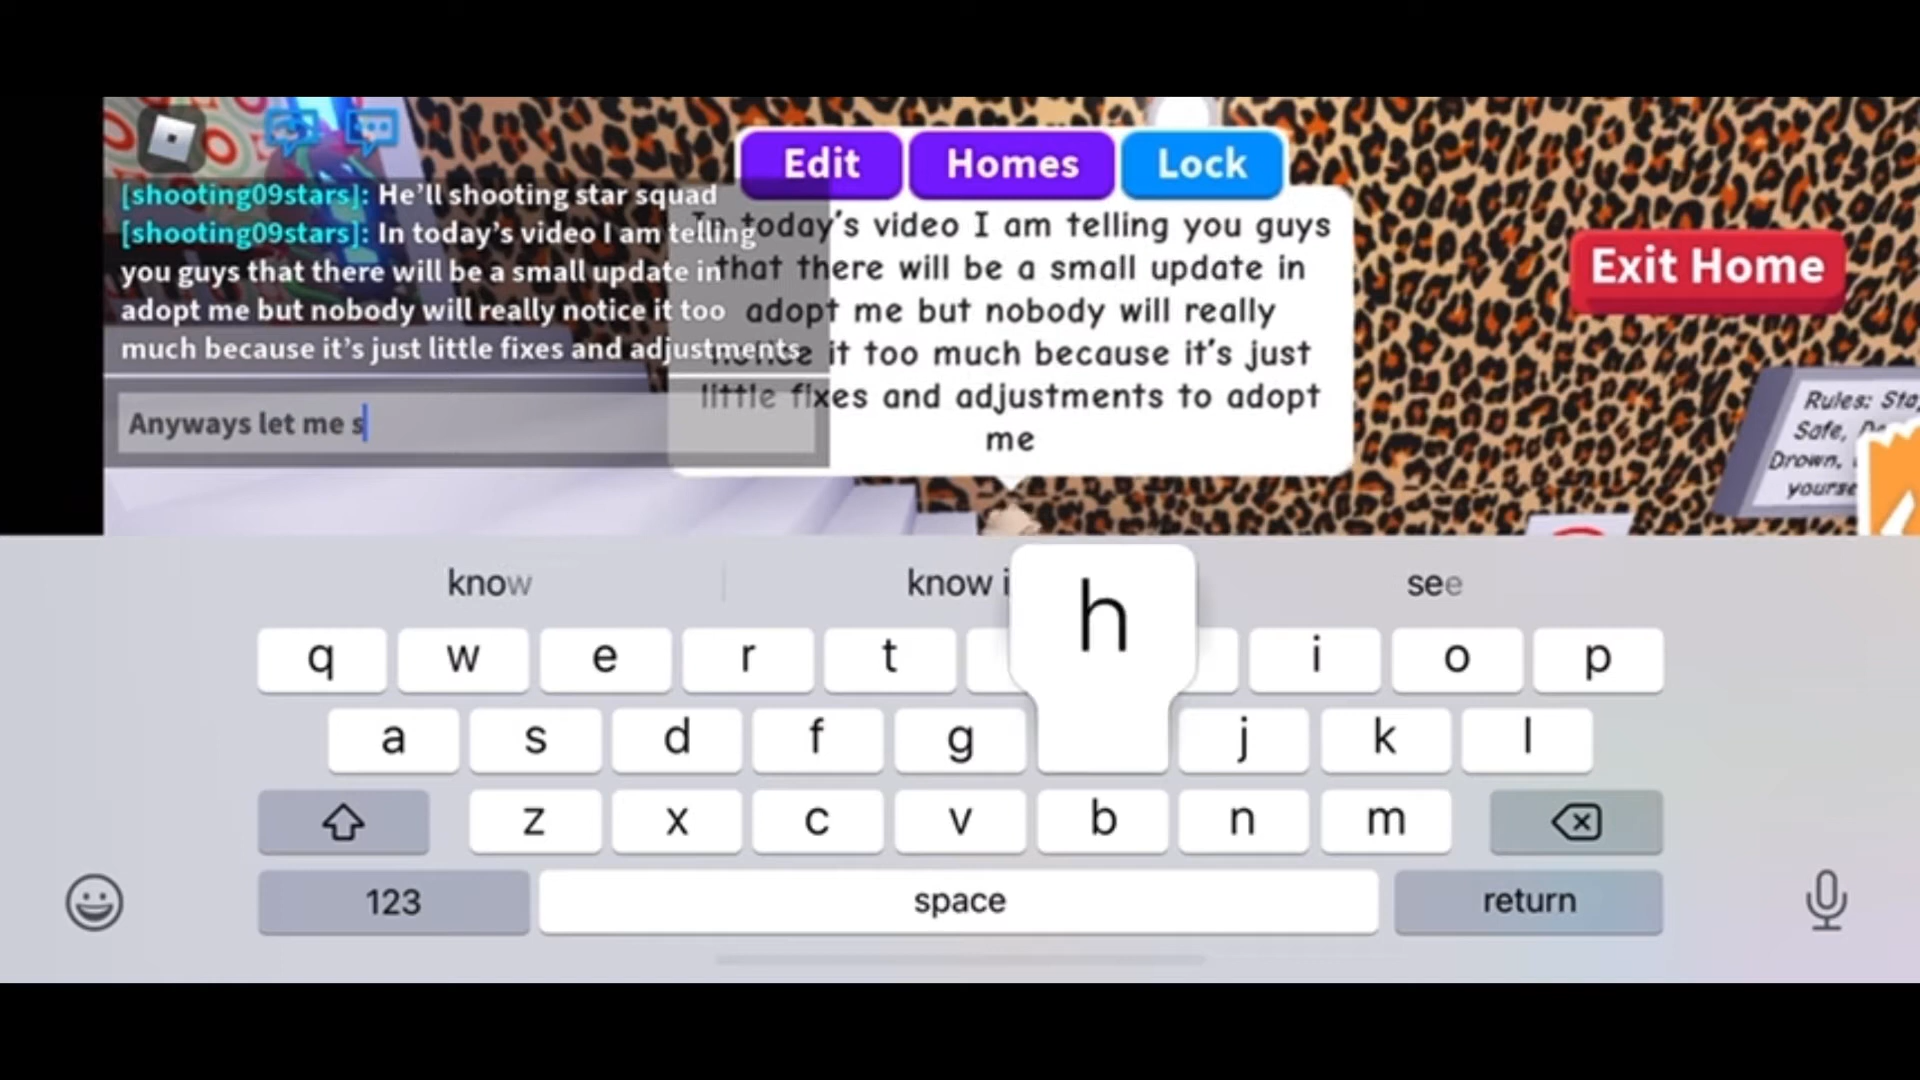 Edit Homes Lock
[shooting09stars]: He'll shooting star squad
[shooting09stars]: In today's video I am telling
you guys that there will be a small update in
adopt me but nobody will really notice it too
much because it's just little fixes and adjustments
Anyways let me s
In today's video I am telling you guys
that there will be a small update in
adopt me but nobody will really
notice it too much because it's just
little fixes and adjustments to adopt
me
Exit Home
Rules:
Safe,
Drown,
know know see
h
q w e r t i o p
a s d f g j k l
z x c v b n m
123 space return